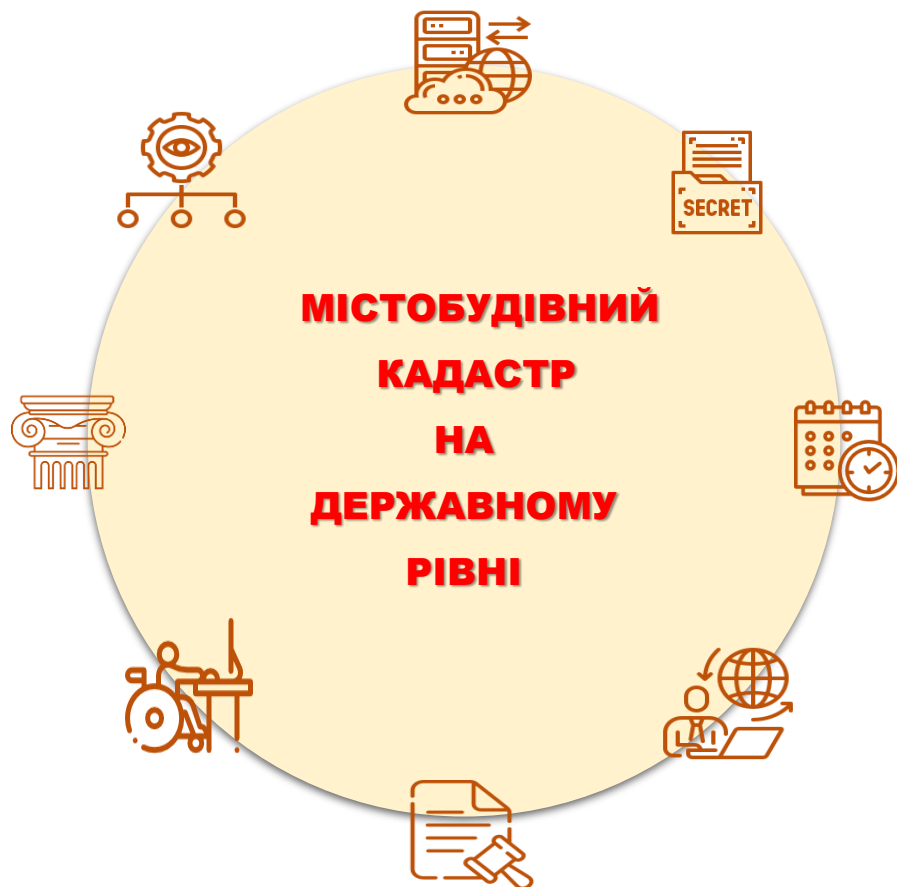 SECRET
МІСТОБУДІВНИЙ
КАДАСТР
НА
ДЕРЖАВНОМУ
РІВНІ